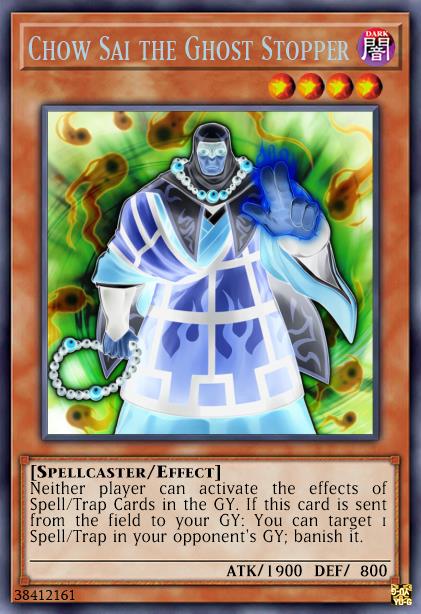 CHOW SAI THE GHOST STOPPER
DARK
闇
[SPELLCASTER/EFFECT]
Neither player can activate the effects of
Spell/Trap Cards in the GY. If this card is sent
from the field to your GY: You can target 1
Spell/Trap in your opponent's GY; banish it.
ATK/1900 DEF/ 800
38412161